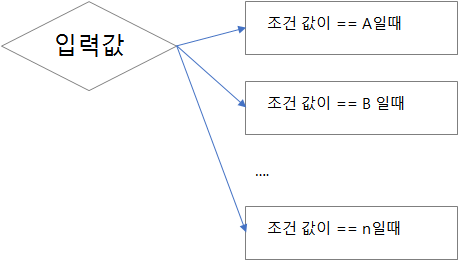 입력값
조건 값이 == A일때
조건 값이 == B 일때
....
조건 값이 == n일때